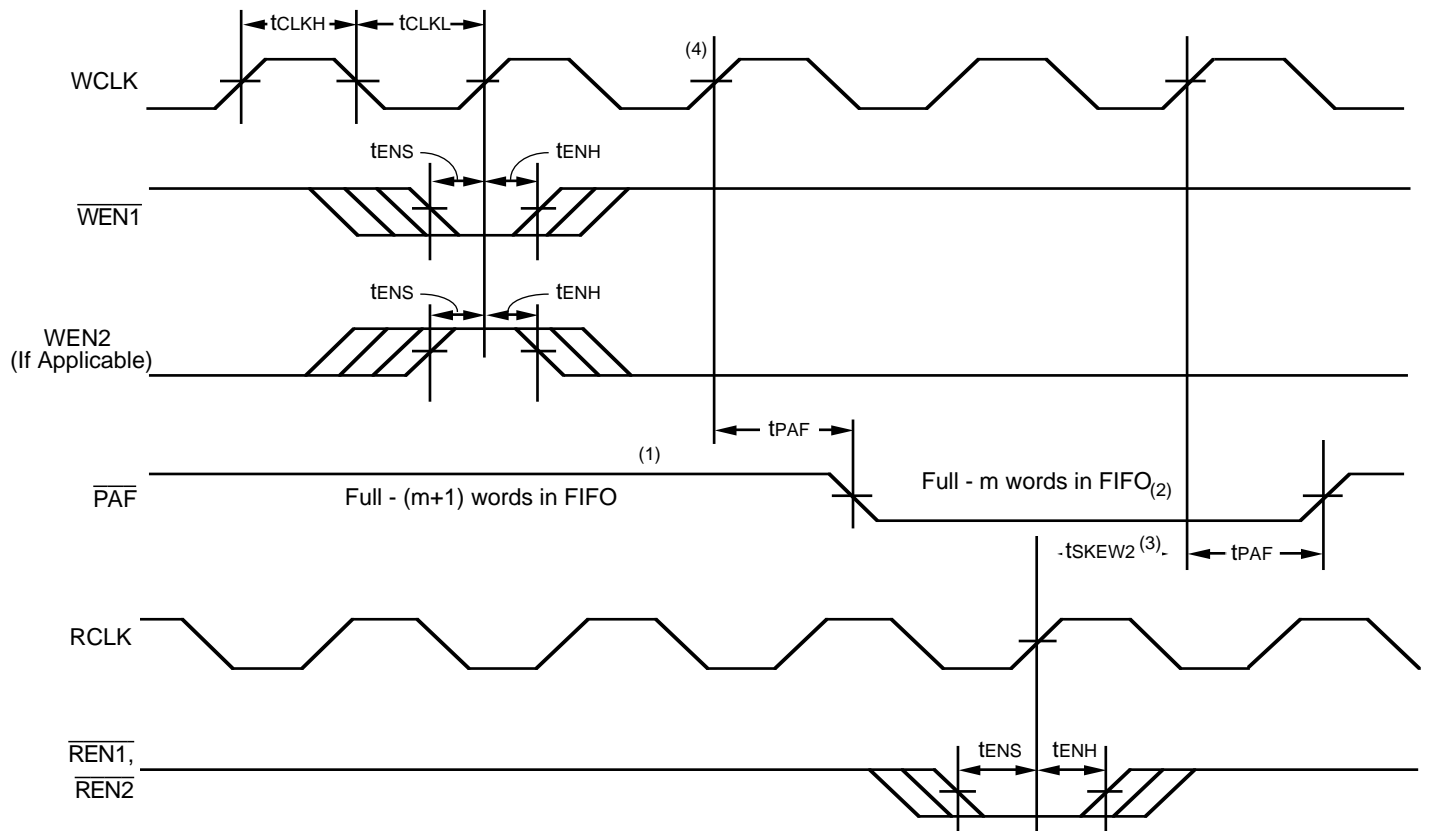 tCLKH
tCLKL
(4)
WCLK
tENS
tENH
WEN1
tENS
tENH
WEN2
(If Applicable)
tPAF
(1)
PAF
Full - (m+1) words in FIFO
Full - m words in FIFO(2)
tSKEW2 (3)
tPAF
RCLK
REN1,
REN2
tENS
tENH